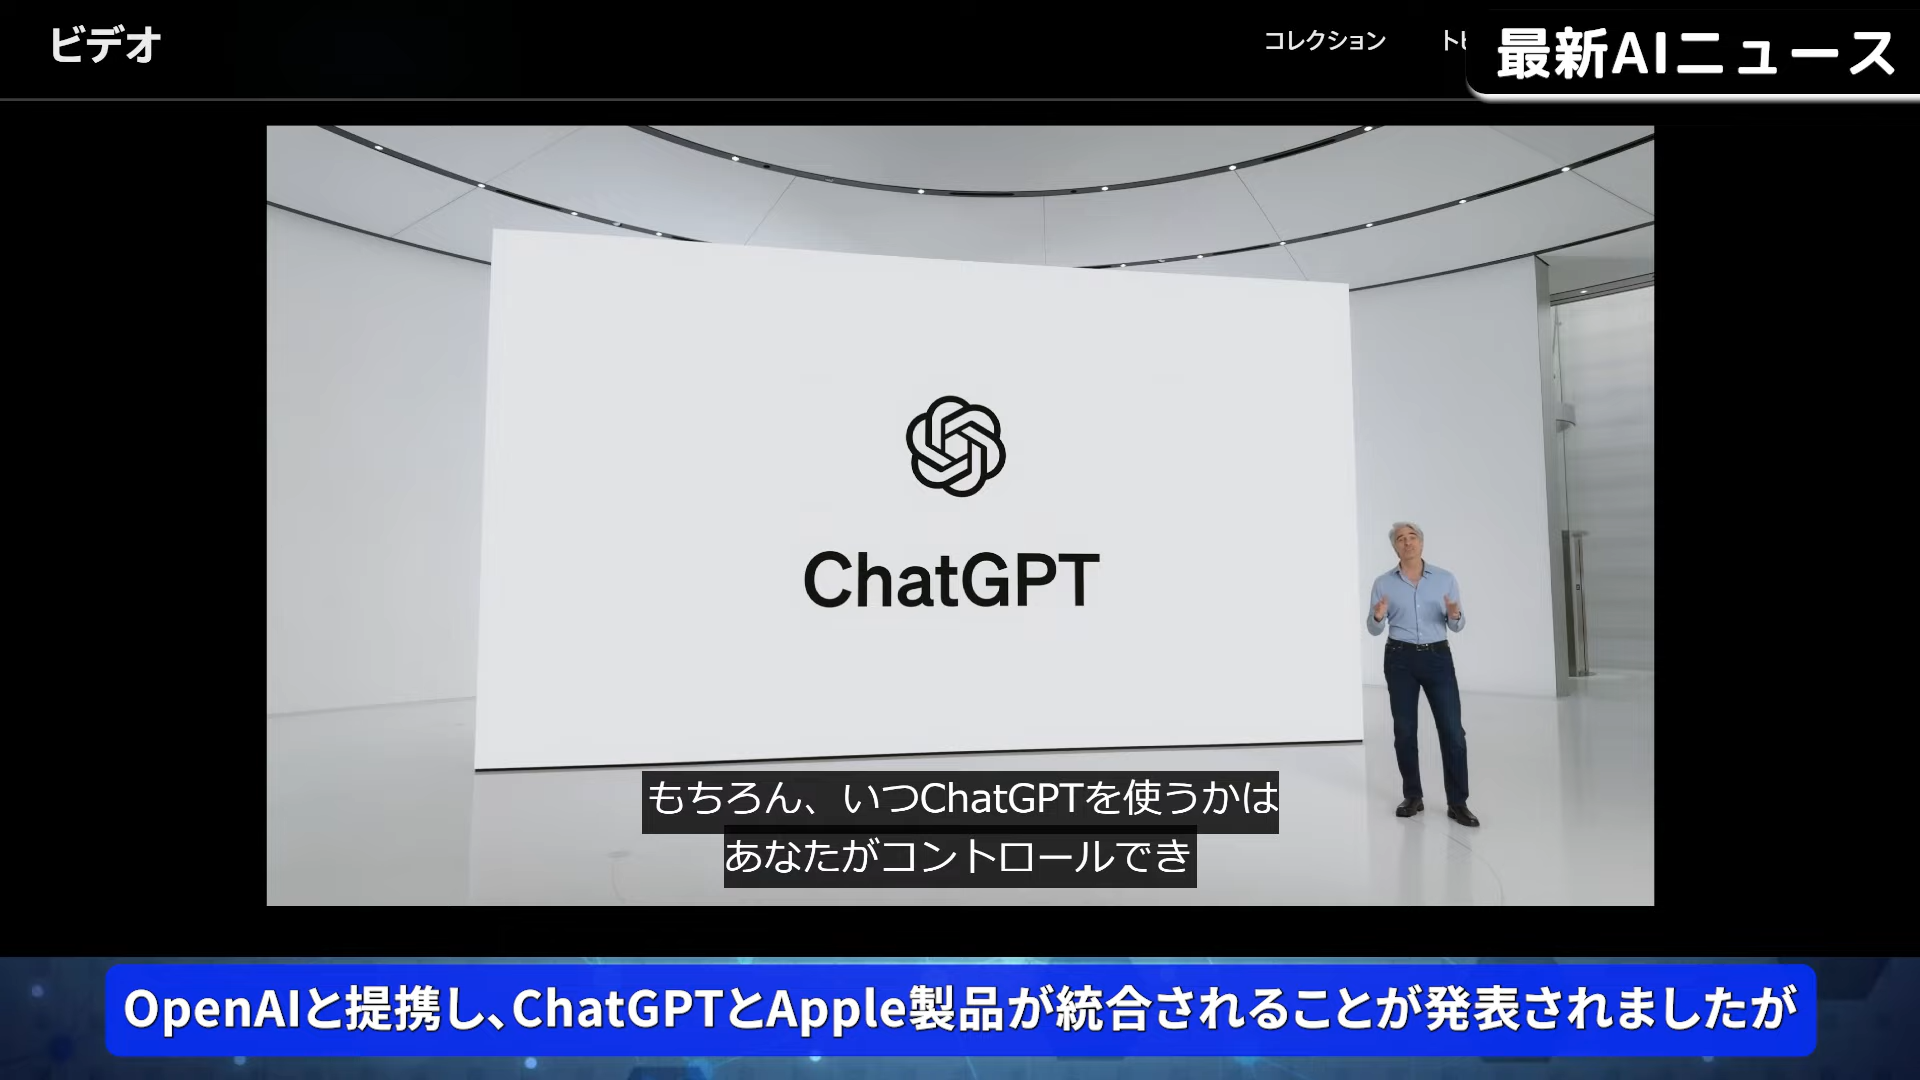 ビデオ
コレクション
最新AIニュース
ChatGPT
もちろん、いつChatGPTを使うかは
あなたがコントロールでき
OpenAIと提携し、ChatGPTとApple製品が統合されることが発表されましたが